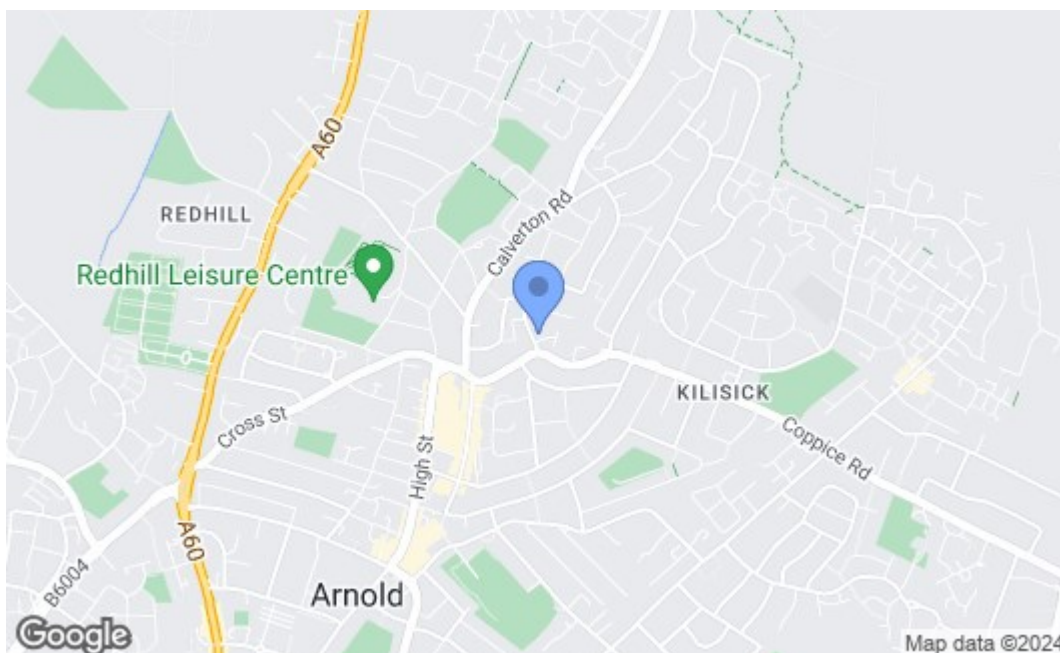 A60
REDHILL
Calverton Rd
Redhill Leisure Centre
KILISICK
Cross St
High St
Coppice Rd
A60
B6004
Arnold
Google
Map data ©2024